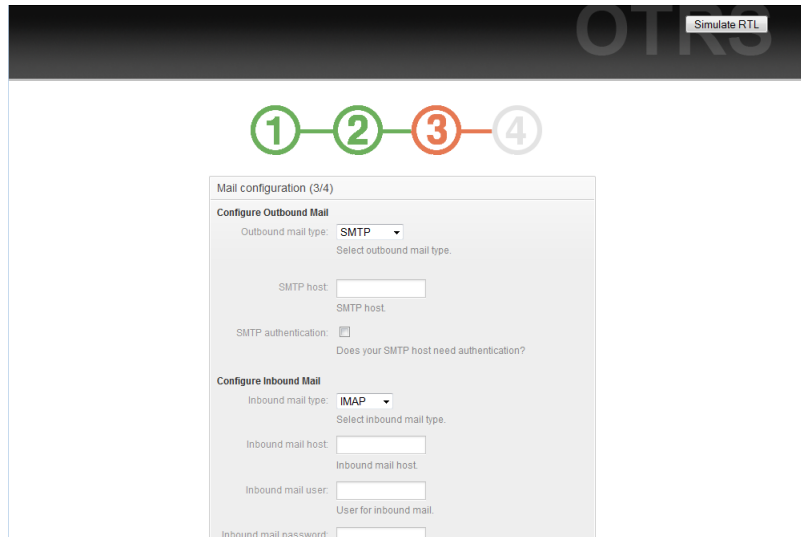 OTRS
Simulate RTL
1 2 3 4
Mail configuration (3/4)
Configure Outbound Mail
Outbound mail type: SMTP
Select outbound mail type.
SMTP host:
SMTP host.
SMTP authentication:
Does your SMTP host need authentication?
Configure Inbound Mail
Inbound mail type: IMAP
Select inbound mail type.
Inbound mail host:
Inbound mail host.
Inbound mail user:
User for inbound mail.
Inbound mail password: